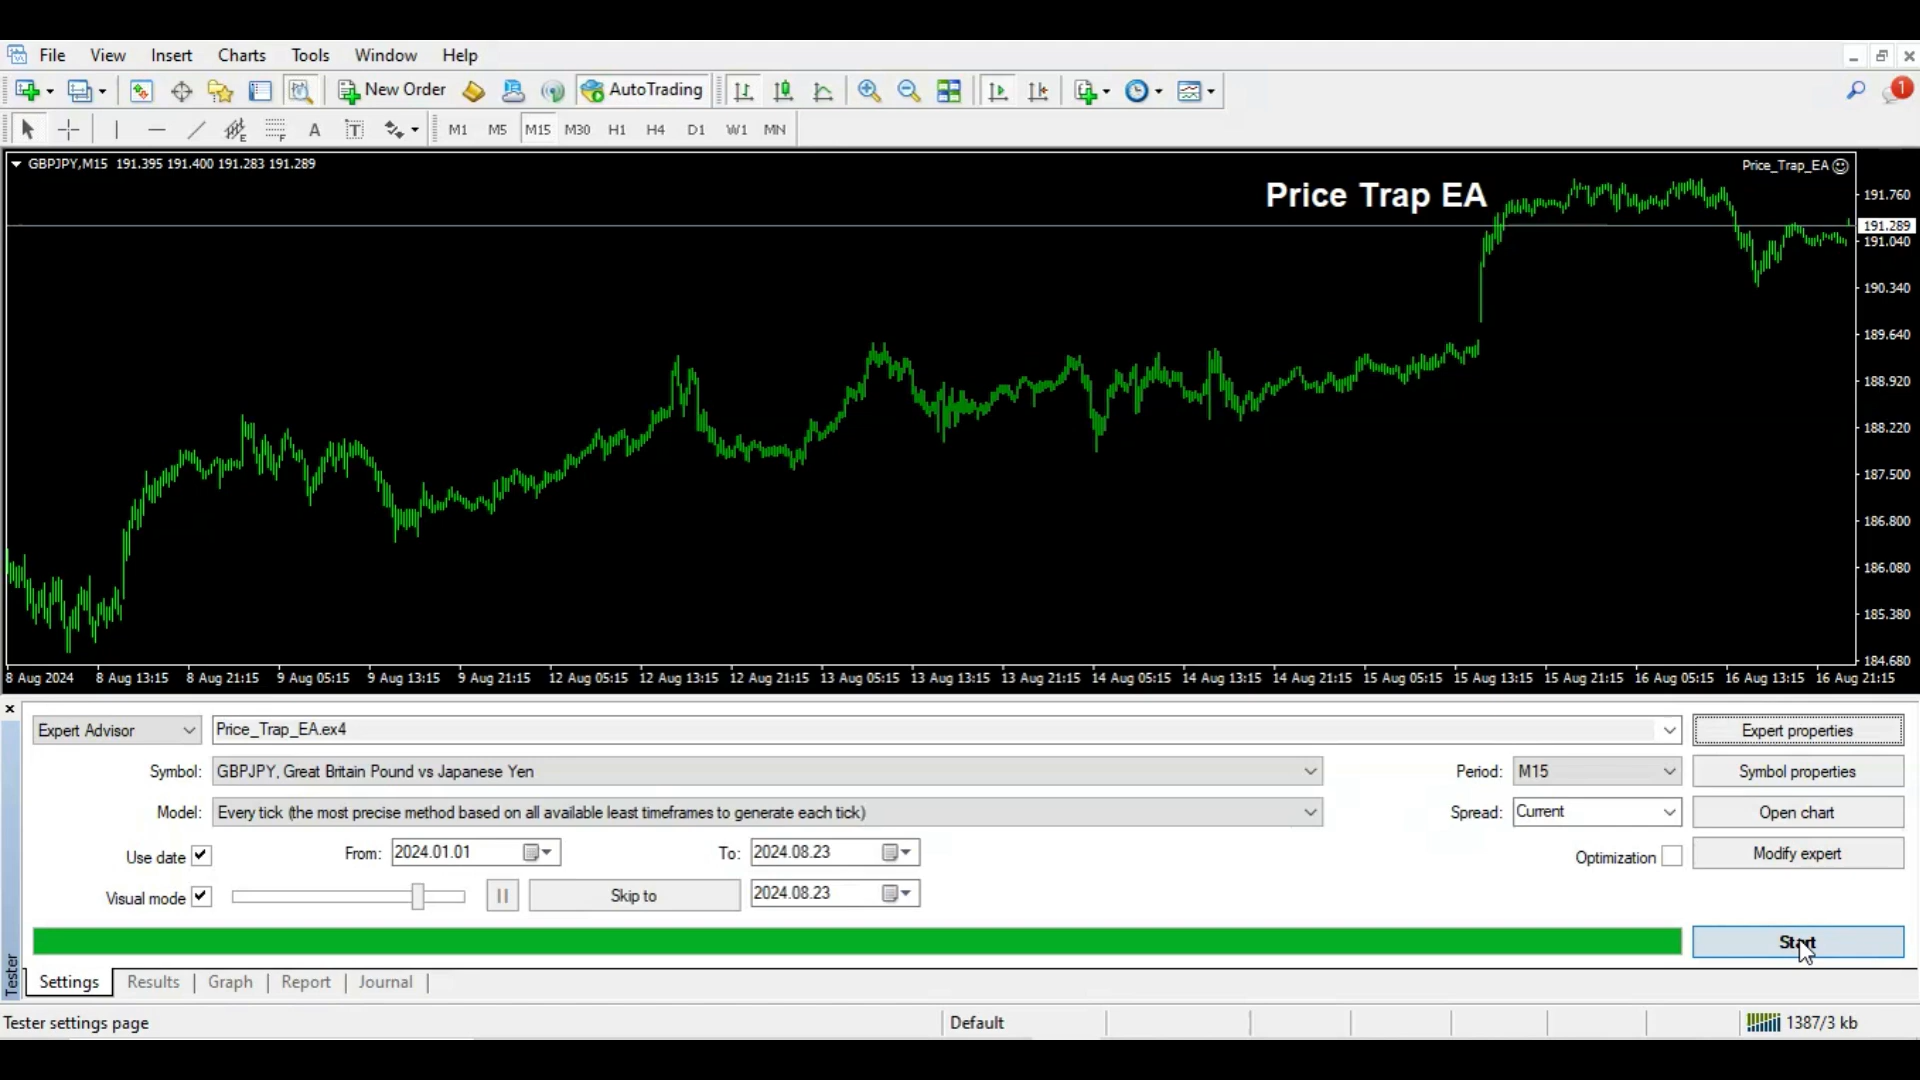 File View Insert Charts Tools Window Help
New Order AutoTrading 1
A T M1 M5 M15 M30 H1 H4 D1 W1 MN
GBPJPY,M15 191.395 191.400 191.283 191.289
Price_Trap_EA
Price Trap EA
191.760
191.289
191.040
190.340
189.640
188.920
188.220
187.500
186.800
186.080
185.380
184.680
8 Aug 2024 8 Aug 13:15 8 Aug 21:15 9 Aug 05:15 9 Aug 13:15 9 Aug 21:15 12 Aug 05:15 12 Aug 13:15 12 Aug 21:15 13 Aug 05:15 13 Aug 13:15 13 Aug 21:15 14 Aug 05:15 14 Aug 13:15 14 Aug 21:15 15 Aug 05:15 15 Aug 13:15 15 Aug 21:15 16 Aug 05:15 16 Aug 13:15 16 Aug 21:15
Expert Advisor Price_Trap_EA.ex4 Expert properties
Symbol: GBPJPY, Great Britain Pound vs Japanese Yen Period: M15 Symbol properties
Model: Every tick (the most precise method based on all available least timeframes to generate each tick) Spread: Current Open chart
Use date From: 2024.01.01 To: 2024.08.23 Optimization Modify expert
Visual mode Skip to 2024.08.23
Start
Tester
Settings Results Graph Report Journal
Tester settings page Default 1387/3 kb